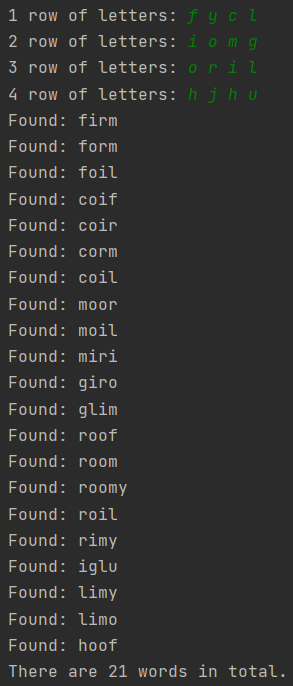 1 row of letters: f y c l
2 row of letters: i o m g
3 row of letters: o r i l
4 row of letters: h j h u
Found: firm
Found: form
Found: foil
Found: coif
Found: coir
Found: corm
Found: coil
Found: moor
Found: moil
Found: miri
Found: giro
Found: glim
Found: roof
Found: room
Found: roomy
Found: roil
Found: rimy
Found: iglu
Found: limy
Found: limo
Found: hoof
There are 21 words in total.